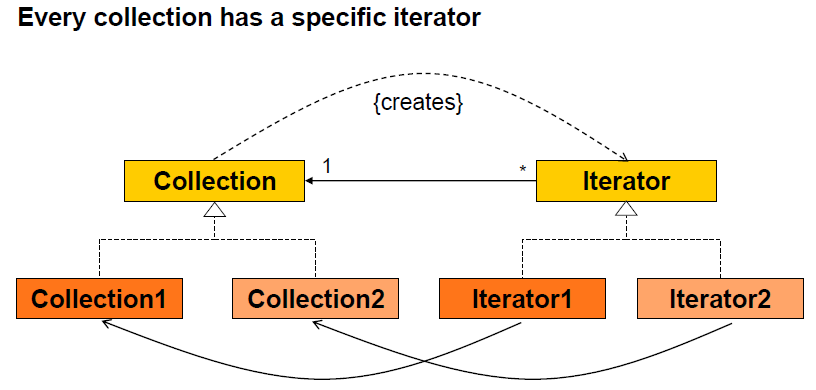 Every collection has a specific iterator
{creates}
1
*
Collection
Iterator
Collection1
Collection2
Iterator1
Iterator2